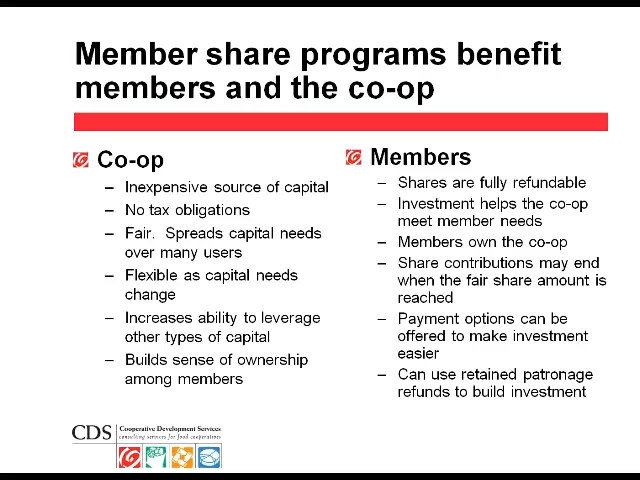 Member share programs benefit
members and the co-op
Co-op
– Inexpensive source of capital
– No tax obligations
– Fair. Spreads capital needs
over many users
– Flexible as capital needs
change
– Increases ability to leverage
other types of capital
– Builds sense of ownership
among members
Members
– Shares are fully refundable
– Investment helps the co-op
meet member needs
– Members own the co-op
– Share contributions may end
when the fair share amount is
reached
– Payment options can be
offered to make investment
easier
– Can use retained patronage
refunds to build investment
CDS
Cooperative Development Services
consulting services for food cooperatives